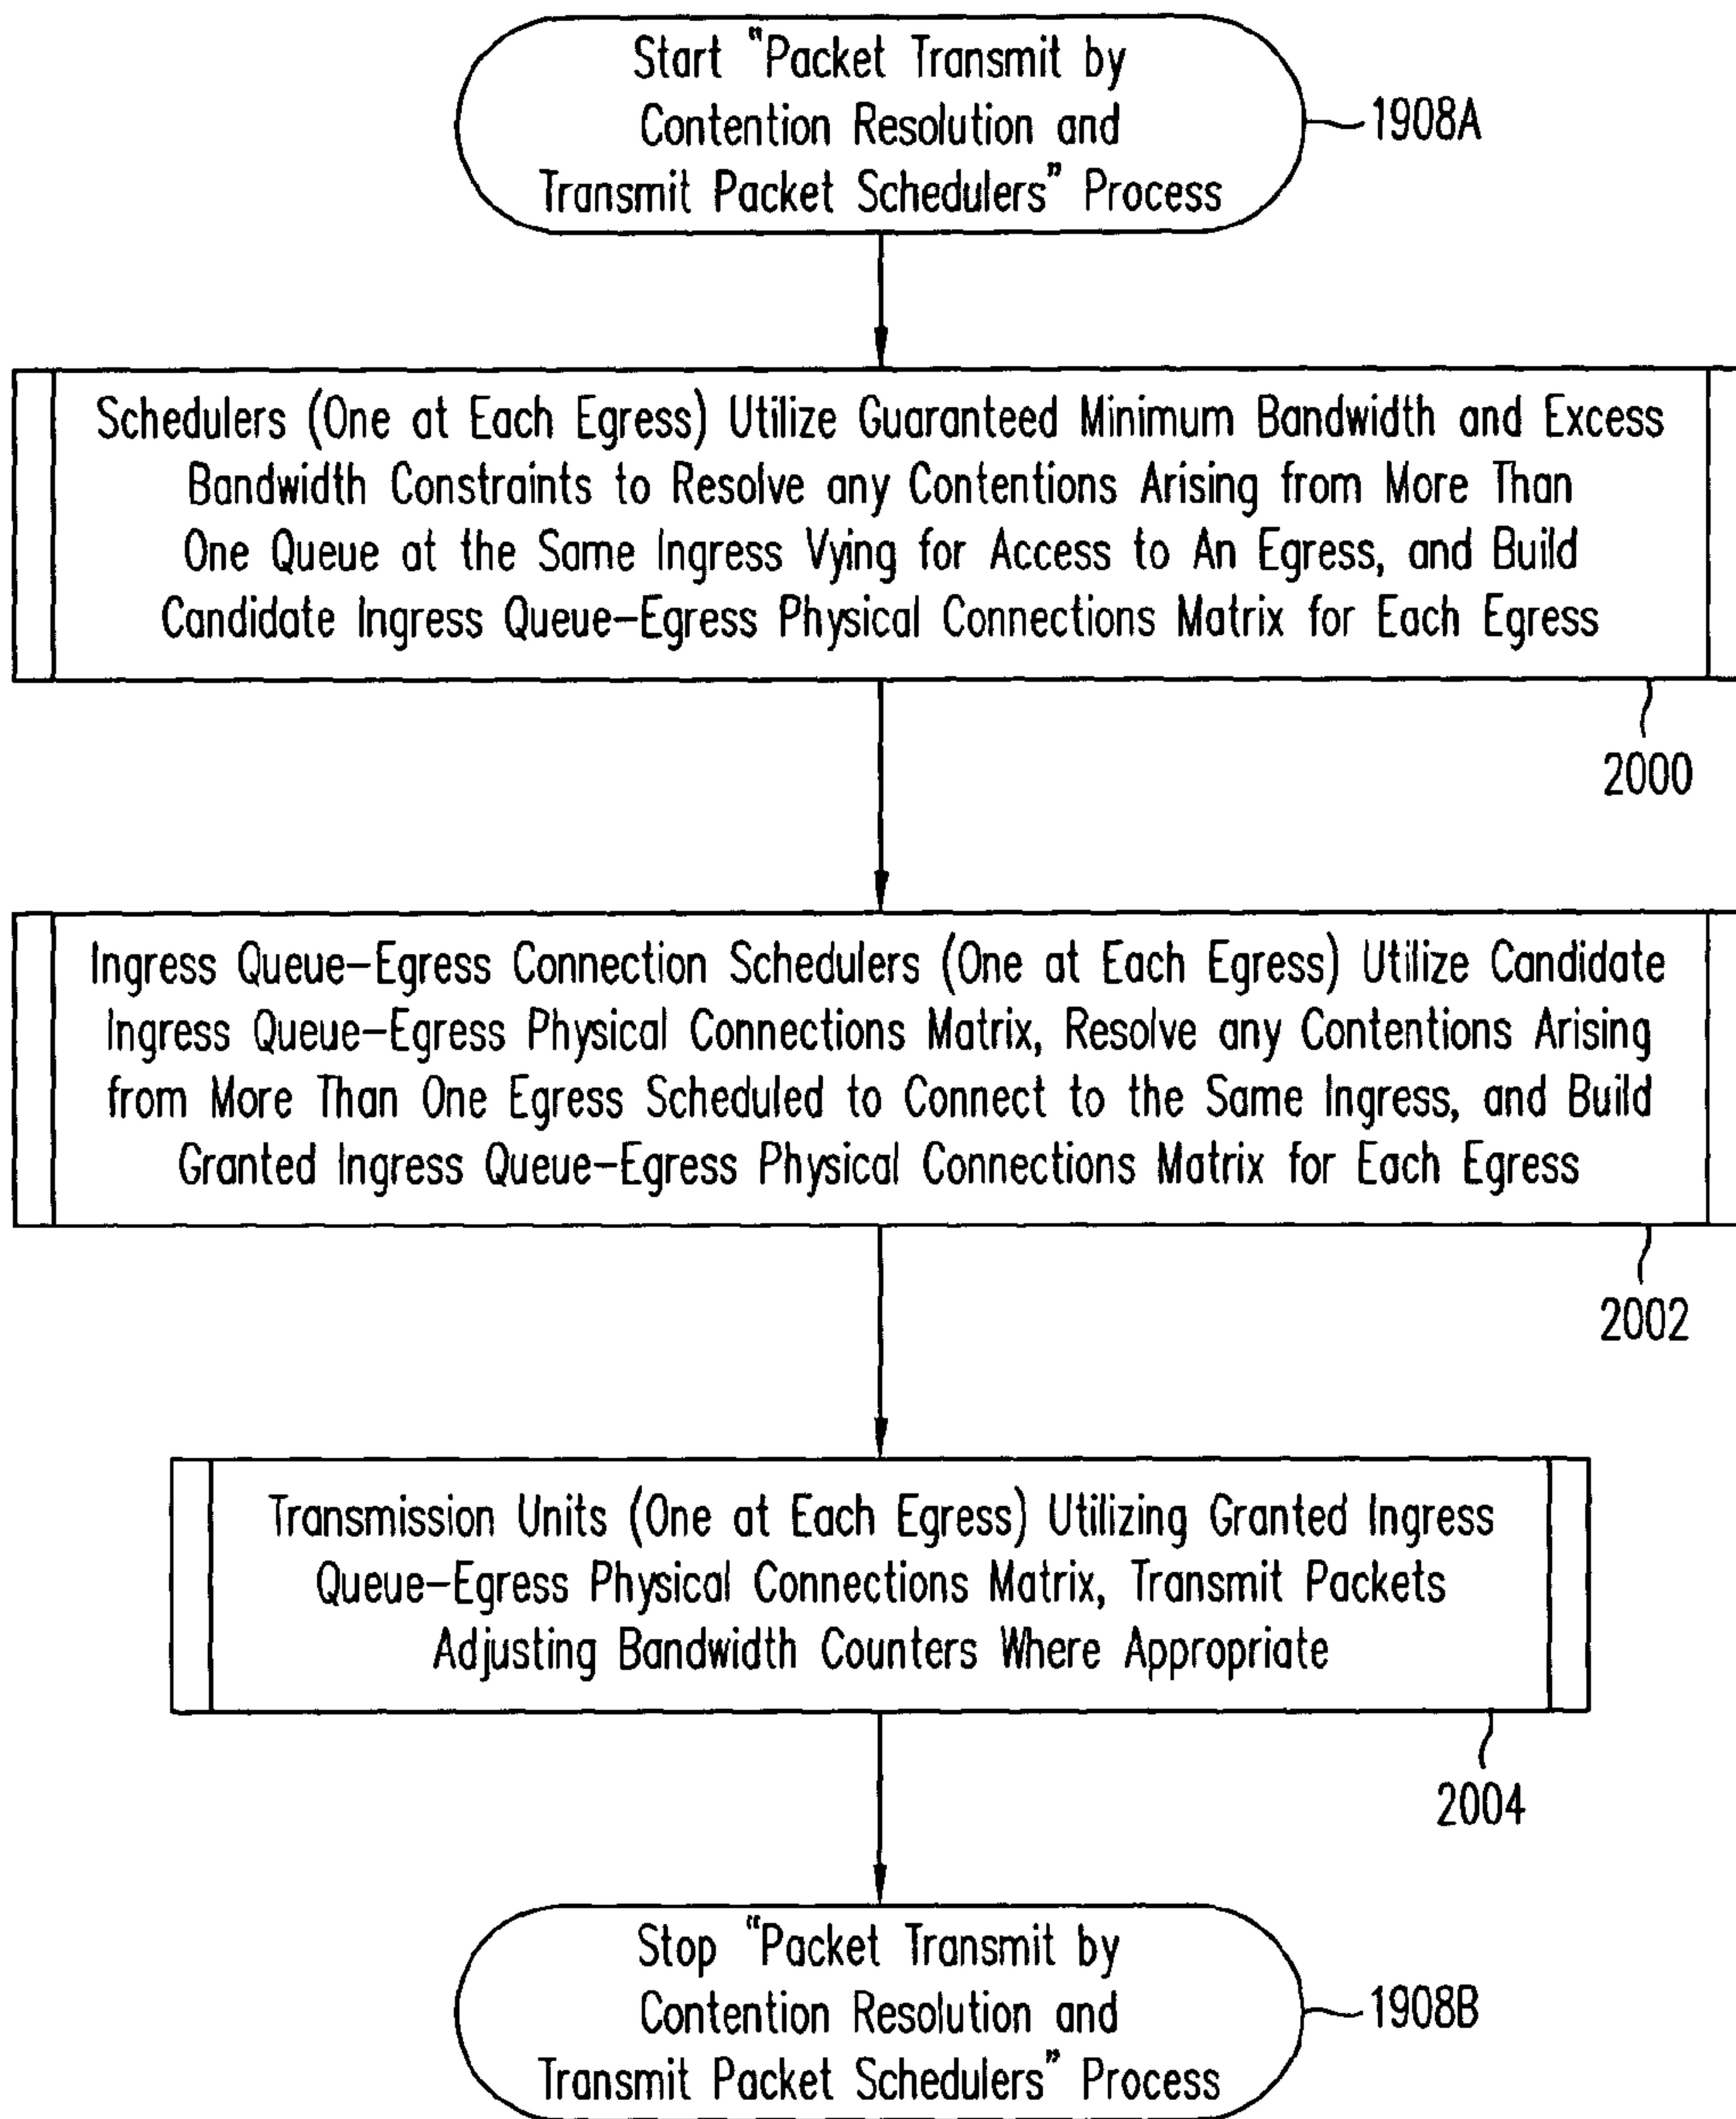 Start "Packet Transmit by
Contention Resolution and
Transmit Packet Schedulers" Process
1908A
Schedulers (One at Each Egress) Utilize Guaranteed Minimum Bandwidth and Excess
Bandwidth Constraints to Resolve any Contentions Arising from More Than
One Queue at the Same Ingress Vying for Access to An Egress, and Build
Candidate Ingress Queue-Egress Physical Connections Matrix for Each Egress
2000
Ingress Queue-Egress Connection Schedulers (One at Each Egress) Utilize Candidate
Ingress Queue-Egress Physical Connections Matrix, Resolve any Contentions Arising
from More Than One Egress Scheduled to Connect to the Same Ingress, and Build
Granted Ingress Queue-Egress Physical Connections Matrix for Each Egress
2002
Transmission Units (One at Each Egress) Utilizing Granted Ingress
Queue-Egress Physical Connections Matrix, Transmit Packets
Adjusting Bandwidth Counters Where Appropriate
2004
Stop "Packet Transmit by
Contention Resolution and
Transmit Packet Schedulers" Process
1908B